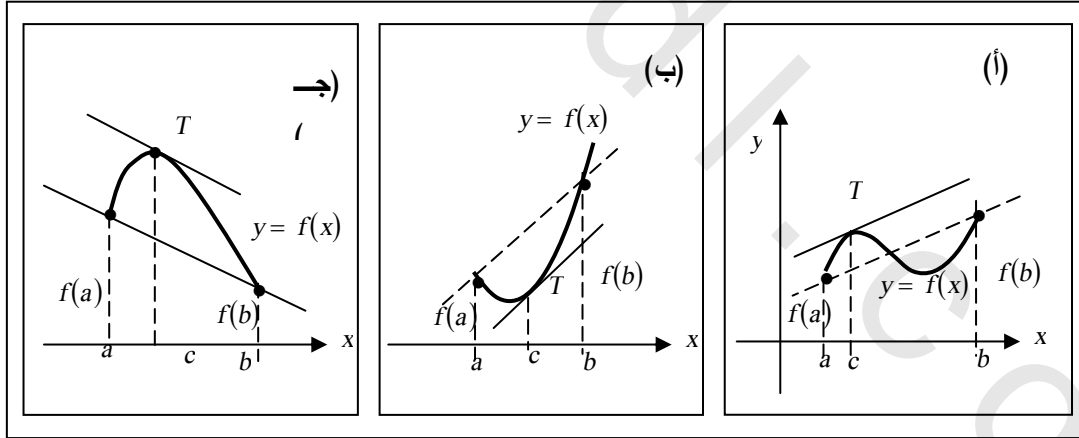 (أ)
y
T
y = f(x)
f(a)
f(b)
a c b x
(ب)
y = f(x)
T
f(a)
f(b)
a c b x
(جـ
)
T
y = f(x)
f(a)
f(b)
a c b x